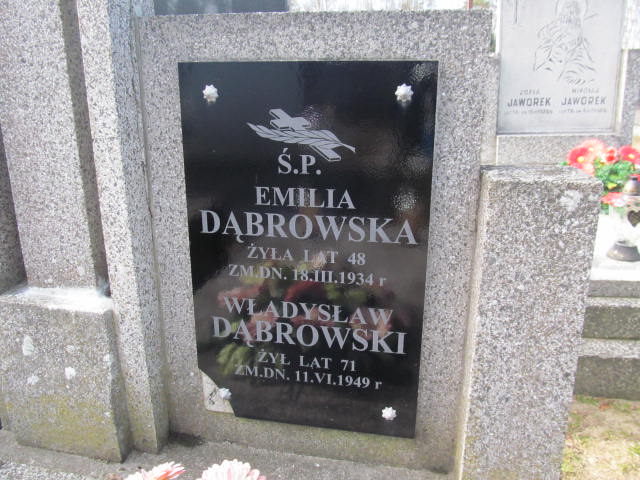 Ś.P.
EMILIA
DĄBROWSKA
ŻYŁA LAT 48
ZM.DN. 18.III.1934 r
WŁADYSŁAW
DĄBROWSKI
ŻYŁ LAT 71
ZM.DN. 11.VI.1949 r
ZOFIA
JAWOREK
JAWOREK